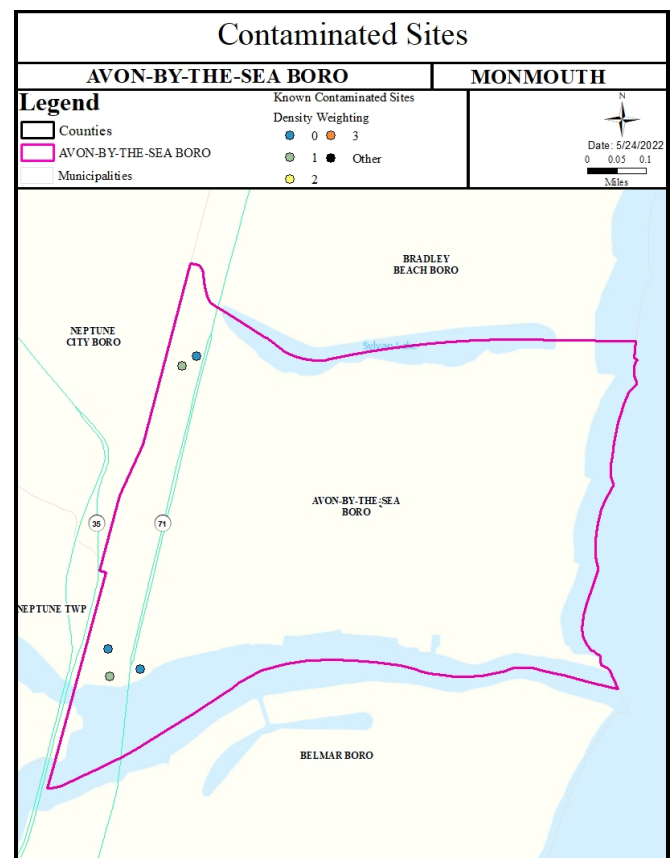 Contaminated Sites
AVON-BY-THE-SEA BORO
MONMOUTH
Legend
Counties
AVON-BY-THE-SEA BORO
Municipalities
Known Contaminated Sites
Density Weighting
0 3
1 Other
2
N
Date: 5/24/2022
0 0.05 0.1
Miles
BRADLEY
BEACH BORO
NEPTUNE
CITY BORO
Sylvan Lake
AVON-BY-THE-SEA
BORO
35
71
NEPTUNE TWP
BELMAR BORO